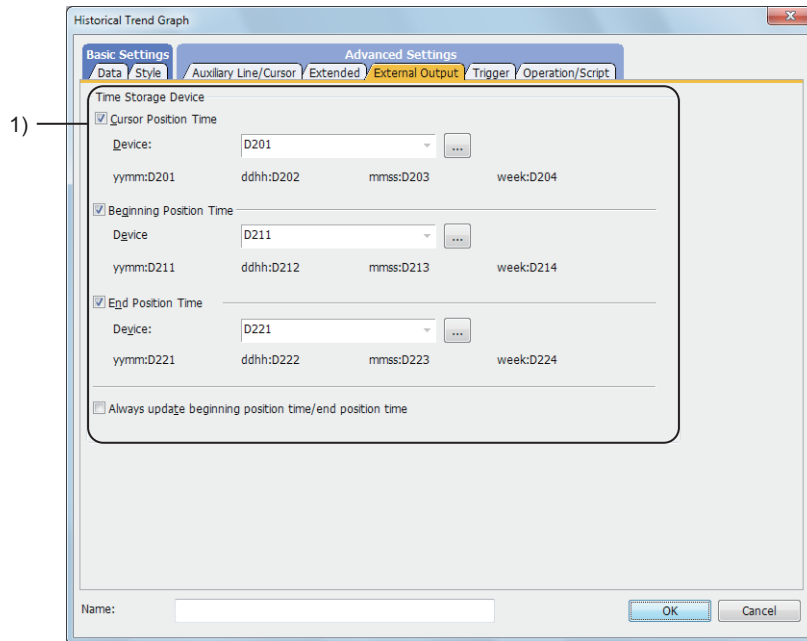 Historical Trend Graph
x
Basic Settings
Advanced Settings
Data Style Auxiliary Line/Cursor Extended External Output Trigger Operation/Script
Time Storage Device
1)
Cursor Position Time
Device: D201 ...
yymm:D201 ddhh:D202 mmss:D203 week:D204
Beginning Position Time
Device D211 ...
yymm:D211 ddhh:D212 mmss:D213 week:D214
End Position Time
Device: D221 ...
yymm:D221 ddhh:D222 mmss:D223 week:D224
Always update beginning position time/end position time
Name: OK Cancel